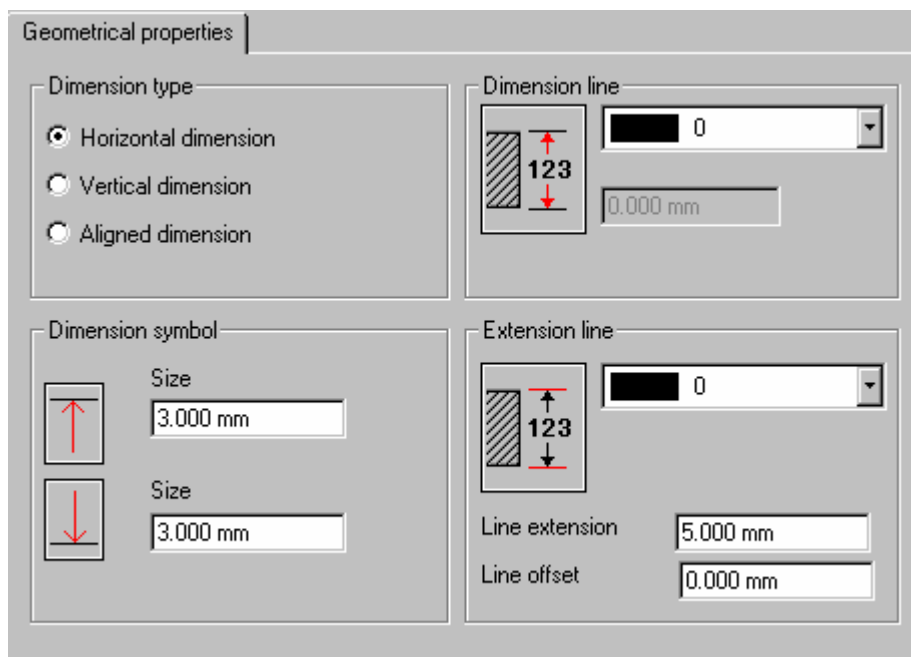 Geometrical properties
Dimension type
Horizontal dimension
Vertical dimension
Aligned dimension
Dimension line
123
0
0.000 mm
Dimension symbol
Size
3.000 mm
Size
3.000 mm
Extension line
123
0
Line extension
5.000 mm
Line offset
0.000 mm